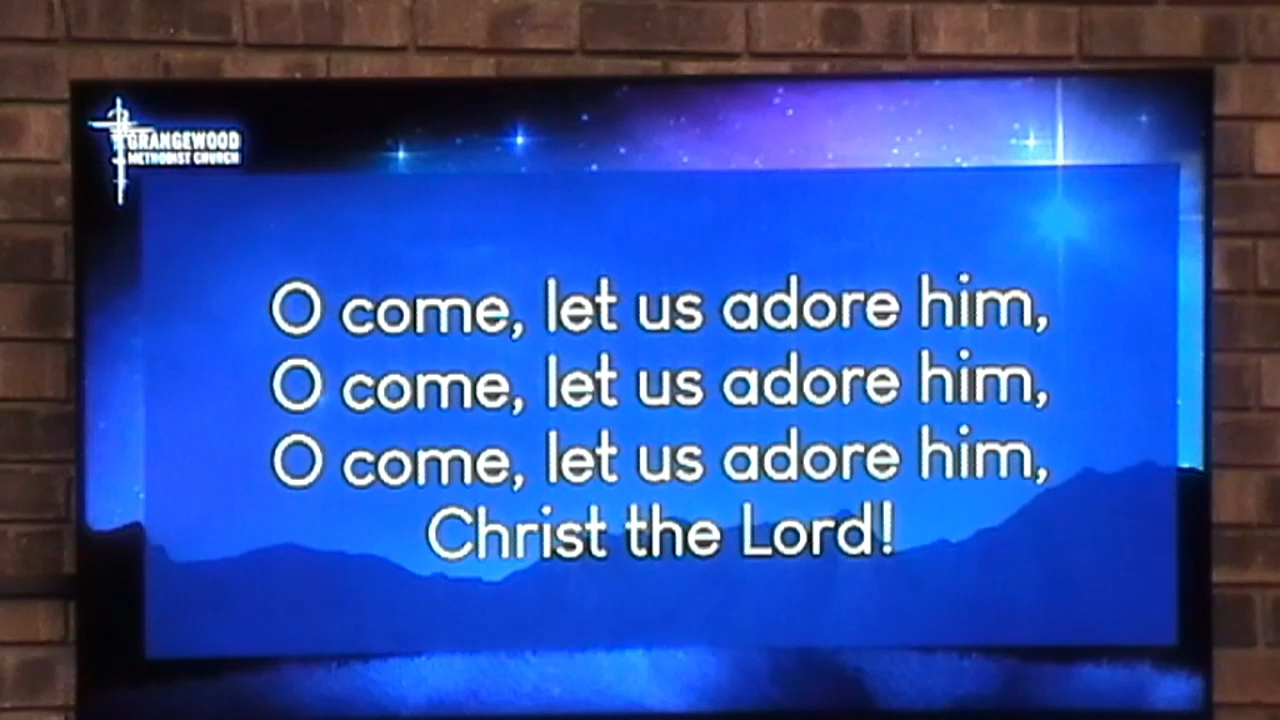 GRANGEWOOD
METHODIST CHURCH
O come, let us adore him,
O come, let us adore him,
O come, let us adore him,
Christ the Lord!